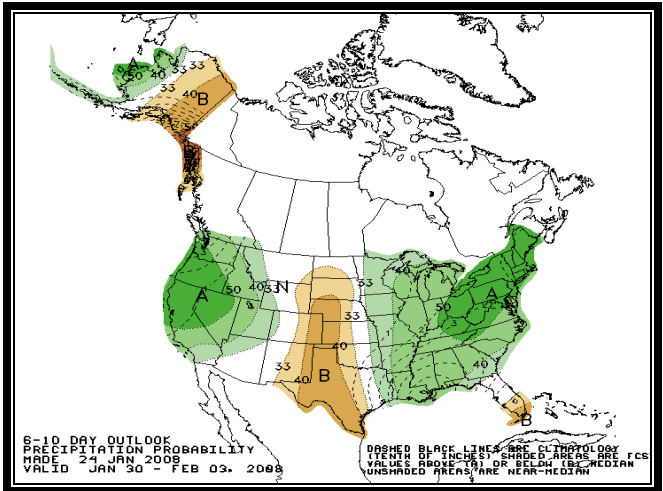 A
50 40 33 33
33
40 B
A 50 40 33 N 33
33
40
33
40 B
40
50 A
40
B
6-10 DAY OUTLOOK
PRECIPITATION PROBABILITY
MADE 24 JAN 2008
VALID JAN 30 - FEB 03, 2008
DASHED BLACK LINES ARE CLIMATOLOGY
(TENTH OF INCHES) SHADED AREAS ARE FCST
VALUES ABOVE (A) OR BELOW (B) MEDIAN
UNSHADED AREAS ARE NEAR-MEDIAN